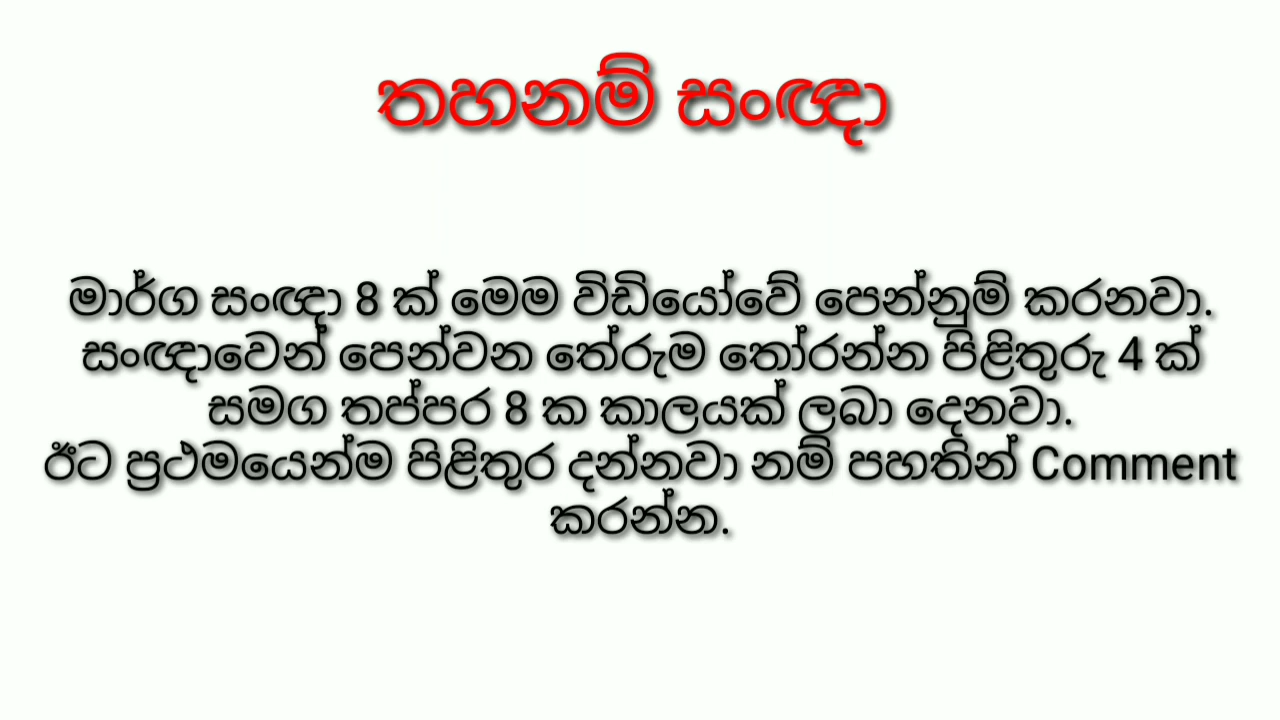 තහනම් සංඥා
මාර්ග සංඥා 8 ක් මෙම විඩියෝවේ පෙන්නුම් කරනවා.
සංඥාවෙන් පෙන්වන තේරුම තෝරන්න පිළිතුරු 4 ක්
සමග තප්පර 8 ක කාලයක් ලබා දෙනවා.
ඊට ප්‍රථමයෙන්ම පිළිතුර දන්නවා නම් පහතින් Comment
කරන්න.